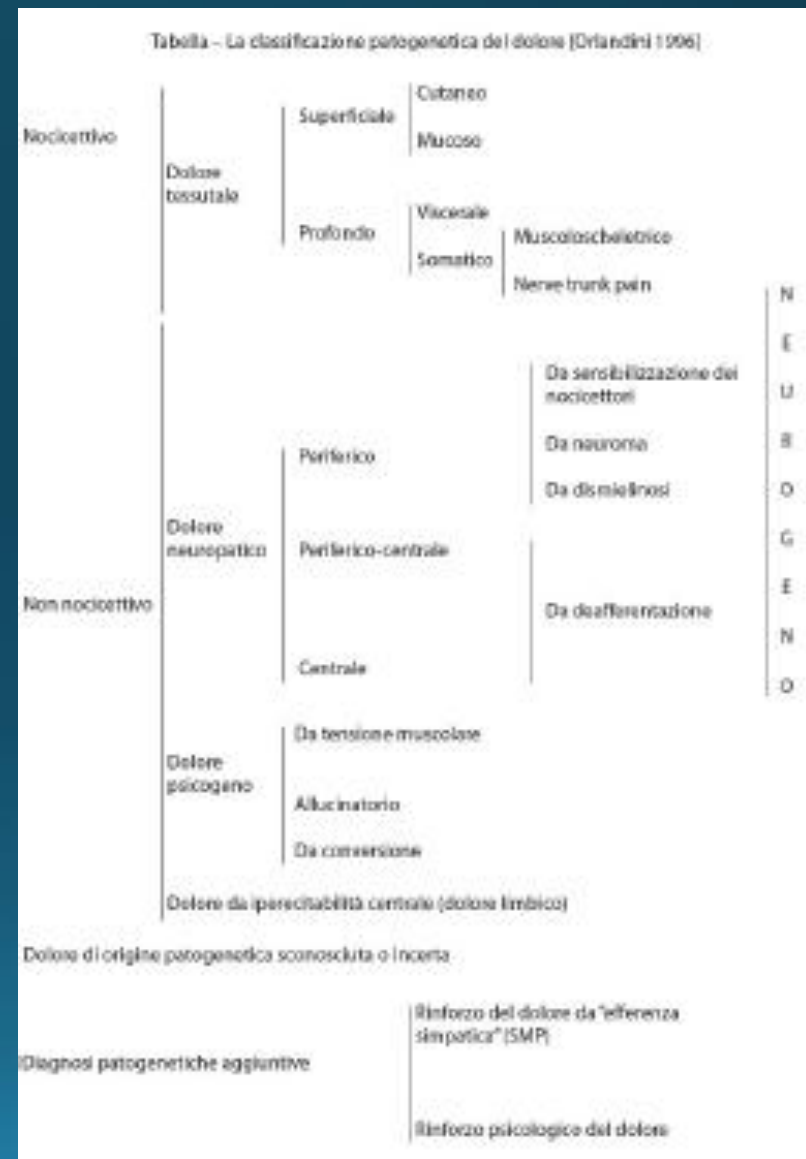 Tabella – La classificazione patogenetica del dolore (Orlandini 1996)
Nocicettivo
Dolore
tessutale
Superficiale
Cutaneo
Mucoso
Profondo
Viscerale
Somatico
Muscoloscheletrico
Nerve trunk pain
Non nocicettivo
Dolore
neuropatico
Periferico
Da sensibilizzazione dei
nocicettori
Da neuroma
Da dismielinosi
Periferico-centrale
Centrale
Da deafferentazione
N
E
U
R
O
G
E
N
O
Dolore
psicogeno
Da tensione muscolare
Allucinatorio
Da conversione
Dolore da iperecitabilità centrale (dolore limbico)
Dolore di origine patogenetica sconosciuta o incerta
Diagnosi patogenetiche aggiuntive
Rinforzo del dolore da "efferenza
simpatica" (SMP)
Rinforzo psicologico del dolore